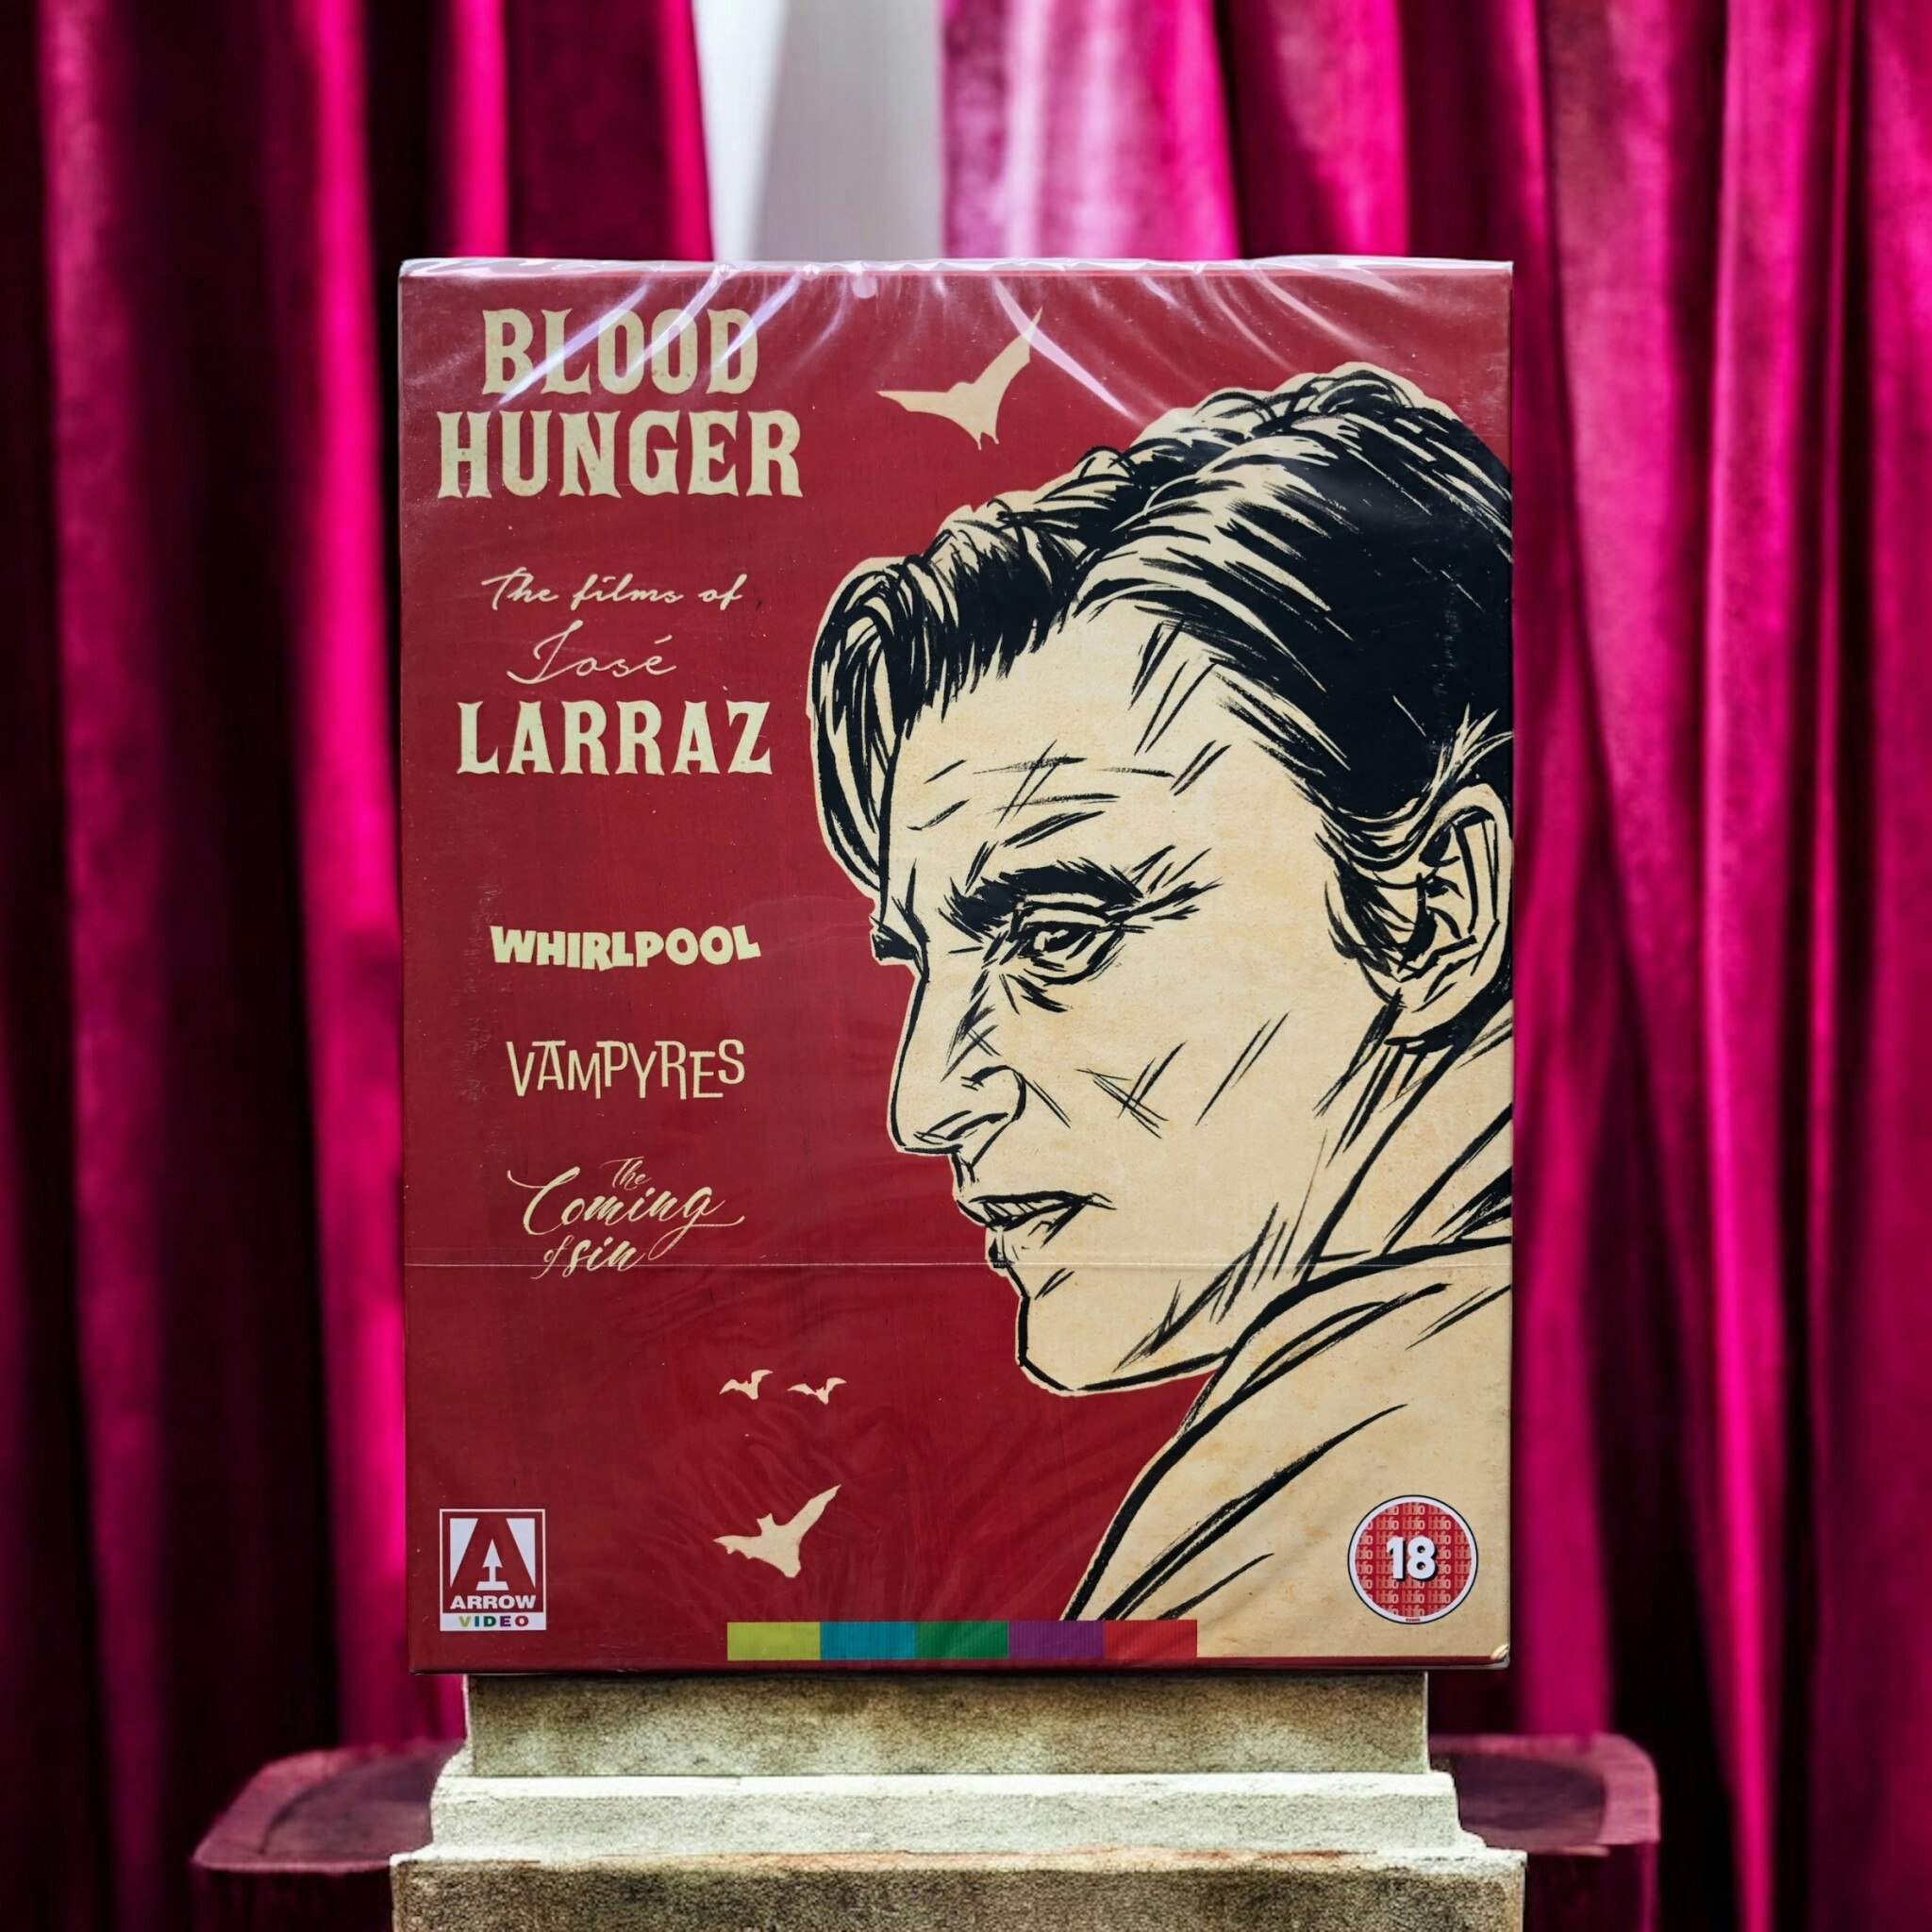 BLOOD
HUNGER
The films of
José
LARRAZ
WHIRLPOOL
VAMPYRES
The
Coming
of sin
ARROW
VIDEO
18